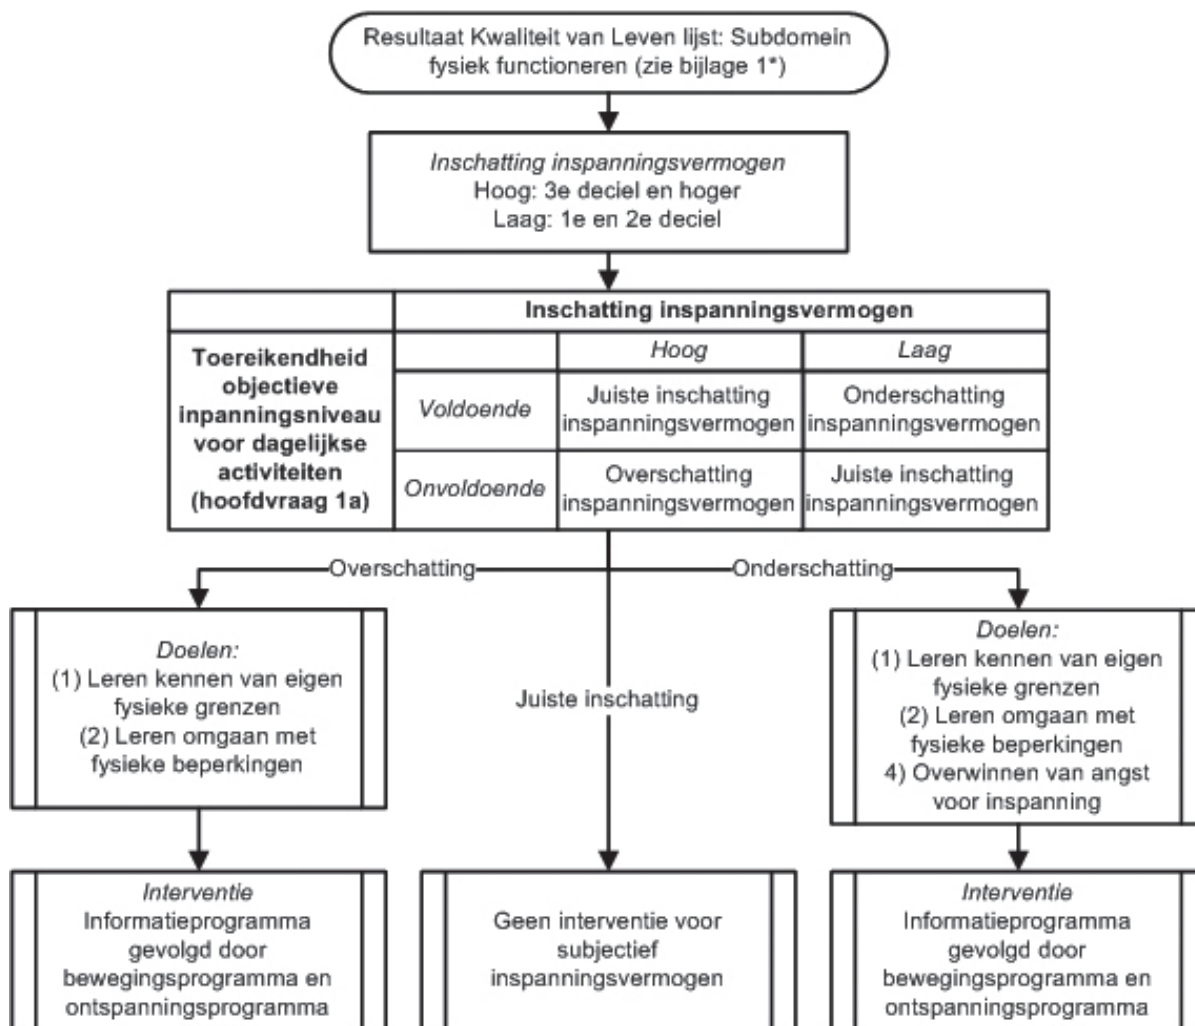 Resultaat Kwaliteit van Leven lijst: Subdomein
fysiek functioneren (zie bijlage 1*)
Inschatting inspanningsvermogen
Hoog: 3e deciel en hoger
Laag: 1e en 2e deciel
Inschatting inspanningsvermogen
Toereikendheid
objectieve
inpanningsniveau
voor dagelijkse
activiteiten
(hoofdvraag 1a)
Hoog
Laag
Voldoende
Juiste inschatting
inspanningsvermogen
Onderschatting
inspanningsvermogen
Onvoldoende
Overschatting
inspanningsvermogen
Juiste inschatting
inspanningsvermogen
Overschatting
Onderschatting
Doelen:
(1) Leren kennen van eigen
fysieke grenzen
(2) Leren omgaan met
fysieke beperkingen
Juiste inschatting
Doelen:
(1) Leren kennen van eigen
fysieke grenzen
(2) Leren omgaan met
fysieke beperkingen
4) Overwinnen van angst
voor inspanning
Interventie
Informatieprogramma
gevolgd door
bewegingsprogramma en
ontspanningsprogramma
Geen interventie voor
subjectief
inspanningsvermogen
Interventie
Informatieprogramma
gevolgd door
bewegingsprogramma en
ontspanningsprogramma